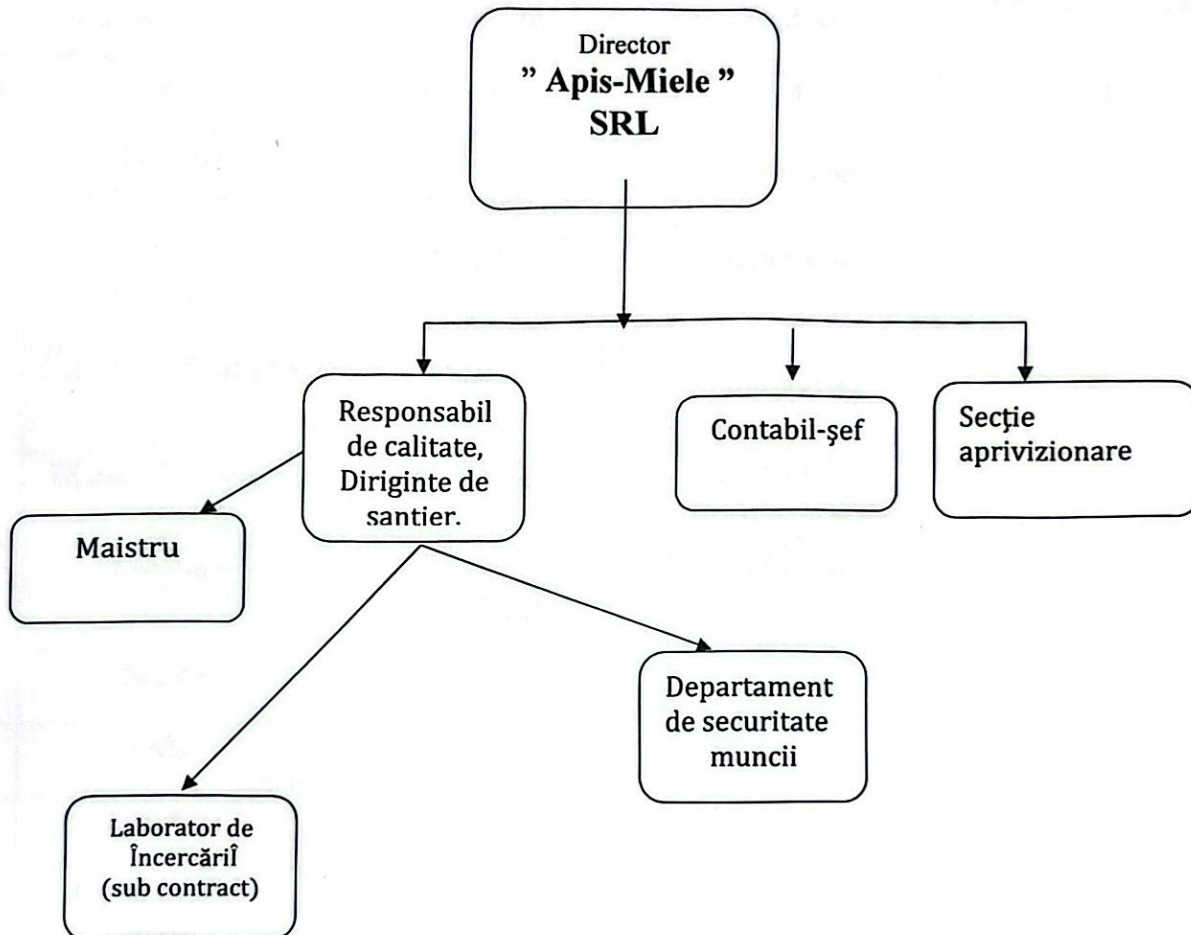 Director
” Apis-Miele ”
SRL
Responsabil
de calitate,
Diriginte de
santier.
Contabil-şef
Secţie
aprivizionare
Maistru
Departament
de securitate
muncii
Laborator de
ÎncercăriÎ
(sub contract)